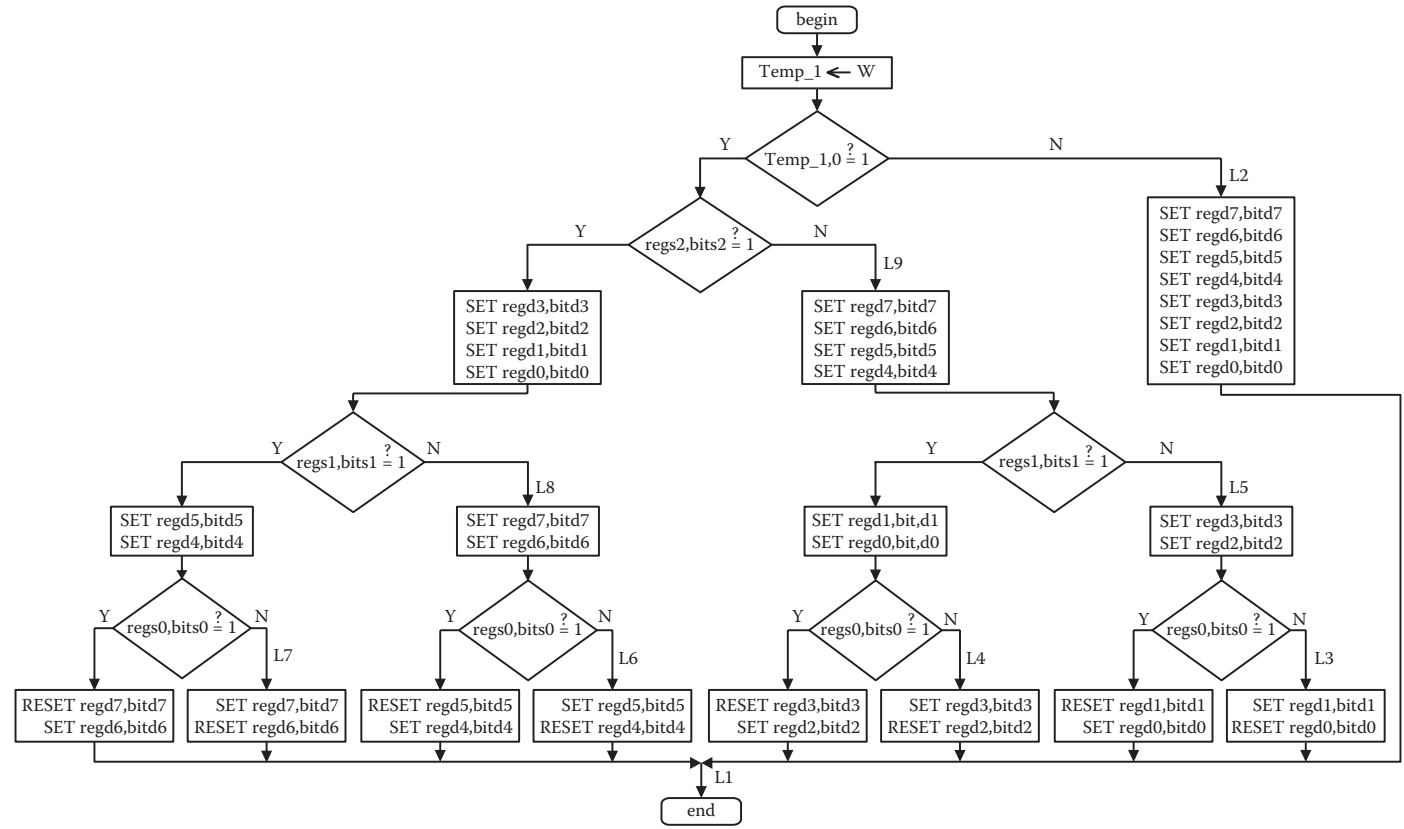 begin
Temp_1 ← W
Y
Temp_1,0 ≟ 1
N
L2
SET regd7,bitd7
SET regd6,bitd6
SET regd5,bitd5
SET regd4,bitd4
SET regd3,bitd3
SET regd2,bitd2
SET regd1,bitd1
SET regd0,bitd0
Y
regs2,bits2 ≟ 1
N
L9
SET regd3,bitd3
SET regd2,bitd2
SET regd1,bitd1
SET regd0,bitd0
SET regd7,bitd7
SET regd6,bitd6
SET regd5,bitd5
SET regd4,bitd4
Y
regs1,bits1 ≟ 1
N
L8
Y
regs1,bits1 ≟ 1
N
L5
SET regd5,bitd5
SET regd4,bitd4
SET regd7,bitd7
SET regd6,bitd6
SET regd1,bit,d1
SET regd0,bit,d0
SET regd3,bitd3
SET regd2,bitd2
Y
regs0,bits0 ≟ 1
N
L7
Y
regs0,bits0 ≟ 1
N
L6
Y
regs0,bits0 ≟ 1
N
L4
Y
regs0,bits0 ≟ 1
N
L3
RESET regd7,bitd7
SET regd6,bitd6
SET regd7,bitd7
RESET regd6,bitd6
RESET regd5,bitd5
SET regd4,bitd4
SET regd5,bitd5
RESET regd4,bitd4
RESET regd3,bitd3
SET regd2,bitd2
SET regd3,bitd3
RESET regd2,bitd2
RESET regd1,bitd1
SET regd0,bitd0
SET regd1,bitd1
RESET regd0,bitd0
L1
end